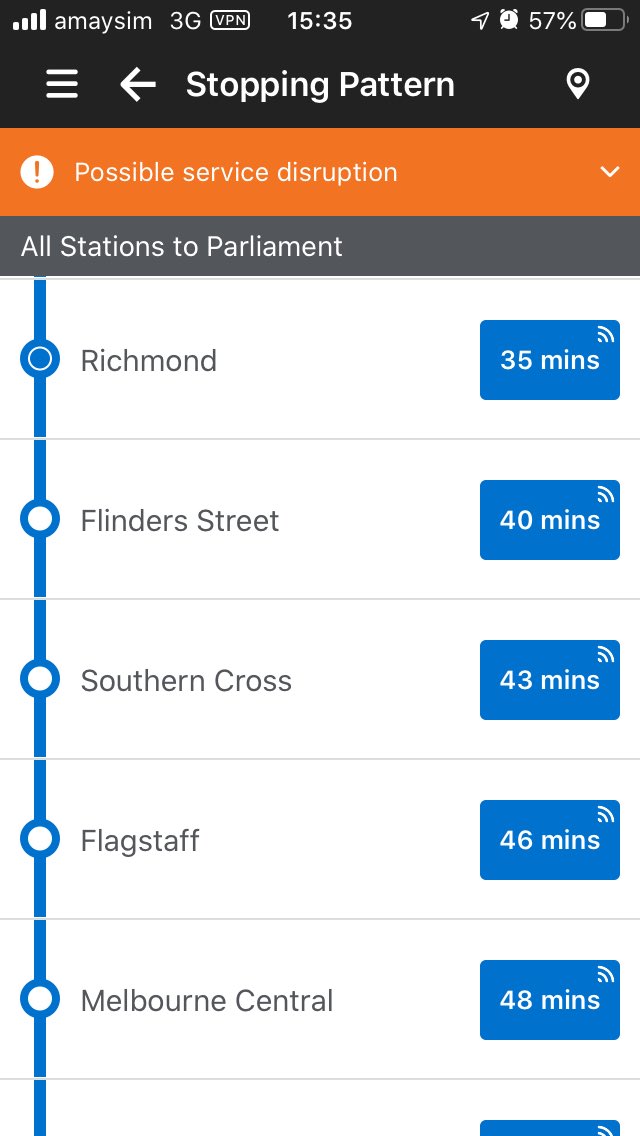 amaysim 3G VPN 15:35 57%
Stopping Pattern
Possible service disruption
All Stations to Parliament
Richmond 35 mins
Flinders Street 40 mins
Southern Cross 43 mins
Flagstaff 46 mins
Melbourne Central 48 mins